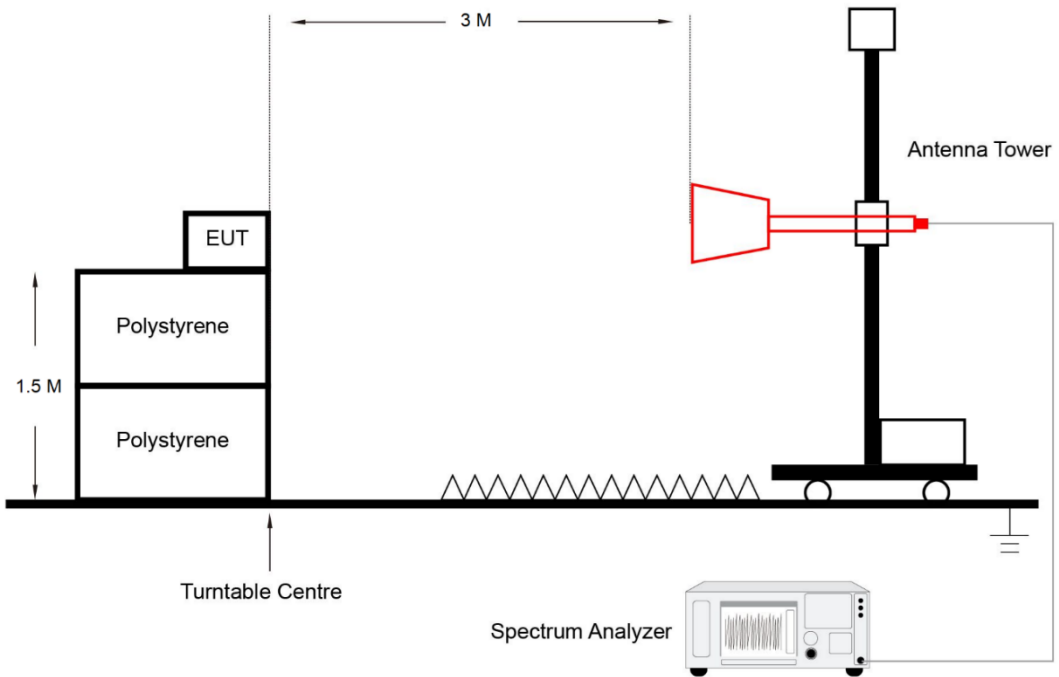 3 M
Antenna Tower
EUT
Polystyrene
1.5 M
Polystyrene
Turntable Centre
Spectrum Analyzer